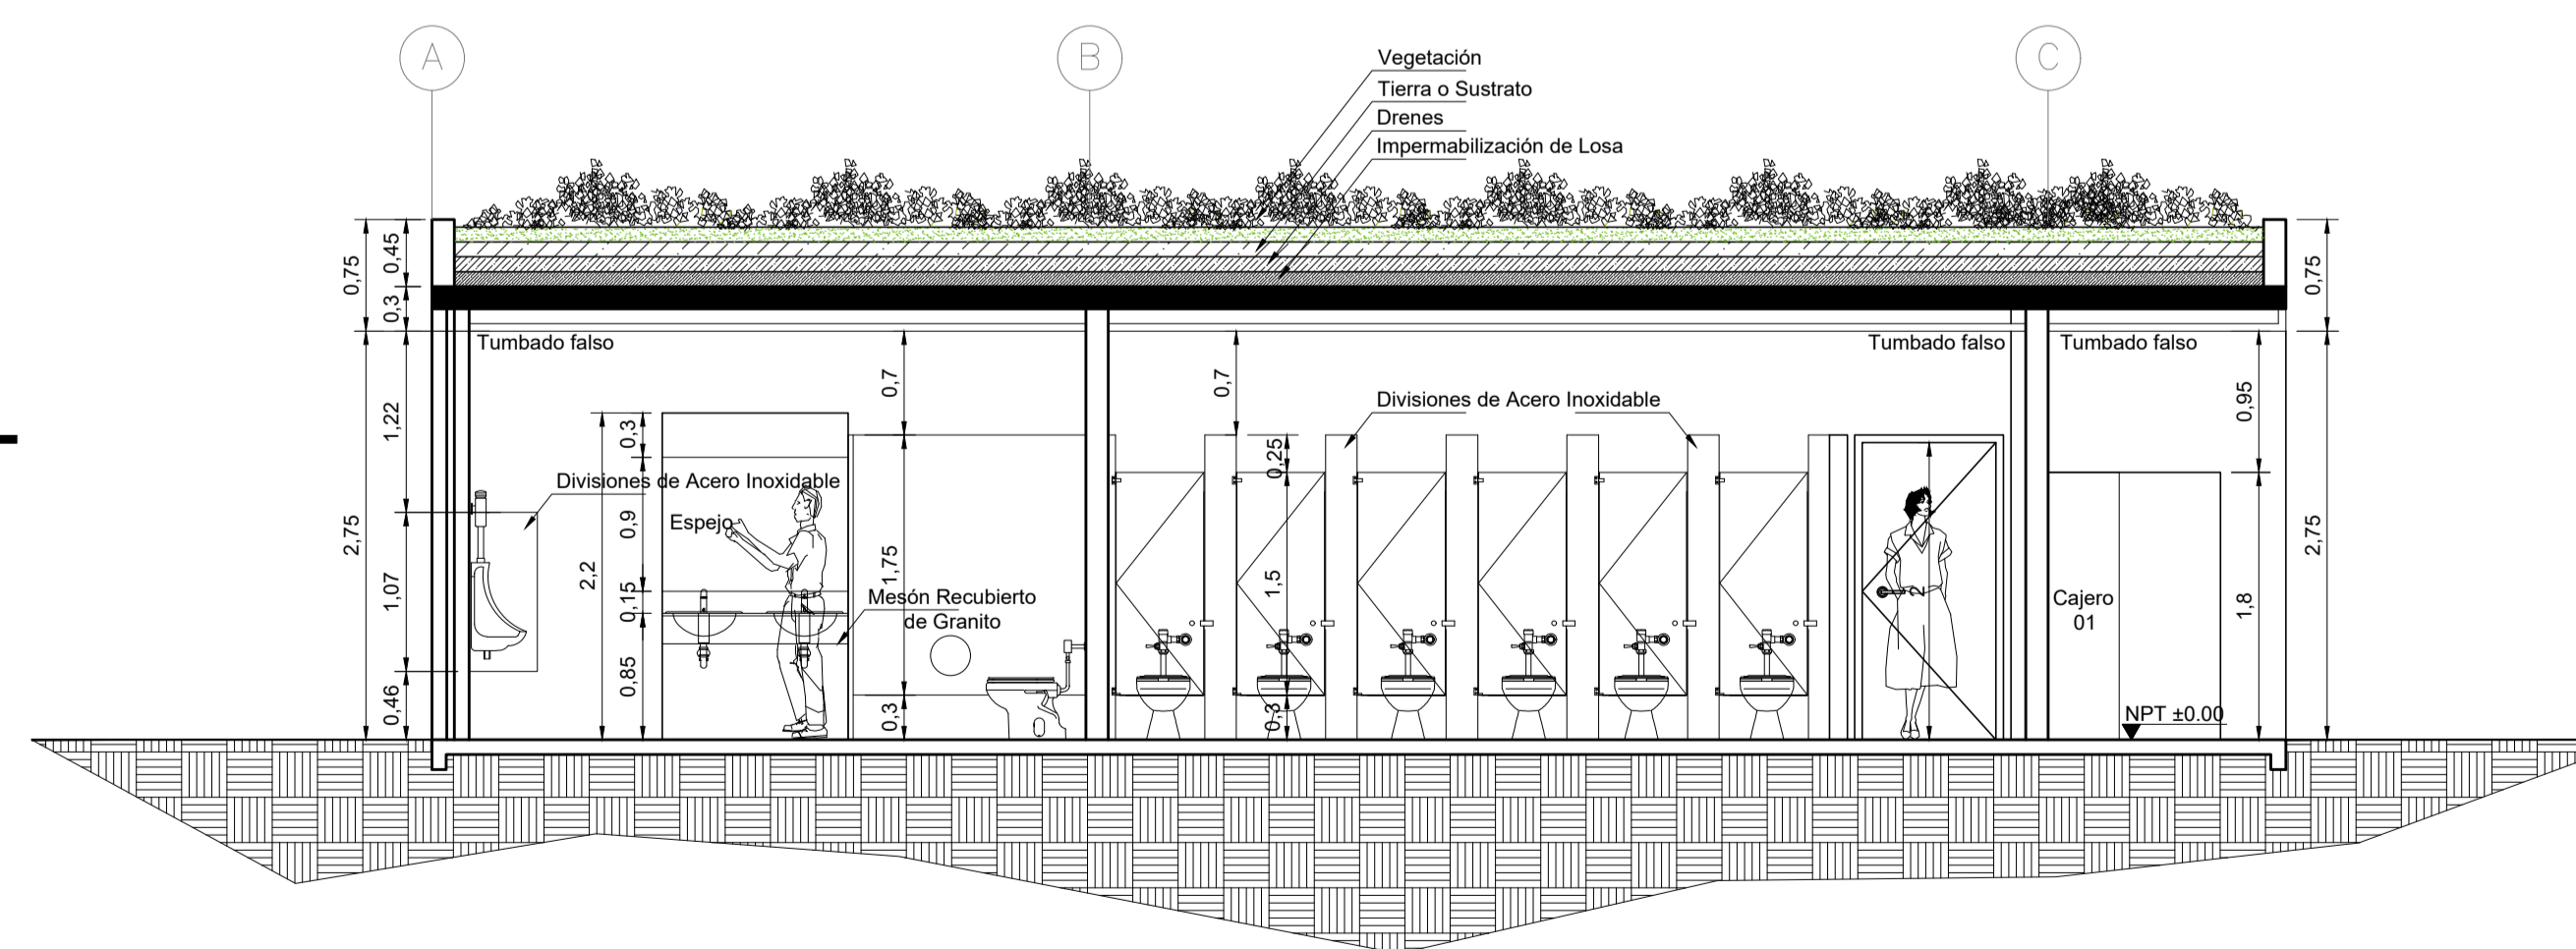 A
B
C
Vegetación
Tierra o Sustrato
Drenes
Impermabilización de Losa
0,75
0,45
0,3
0,75
Tumbado falso
Tumbado falso
Tumbado falso
2,75
1,22
1,07
0,46
0,7
0,7
0,95
2,75
Divisiones de Acero Inoxidable
Divisiones de Acero Inoxidable
2,2
0,3
0,9
0,15
0,85
Espejo
1,75
0,3
Mesón Recubierto
de Granito
0,25
1,5
0,3
Cajero
01
1,8
NPT ±0.00